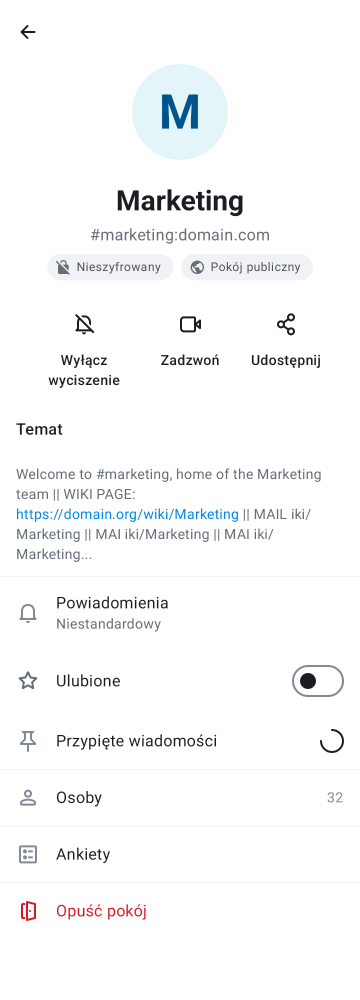 M
Marketing
#marketing:domain.com
Nieszyfrowany
Pokój publiczny
Wyłącz
wyciszenie
Zadzwoń
Udostępnij
Temat
Welcome to #marketing, home of the Marketing
team || WIKI PAGE:
https://domain.org/wiki/Marketing || MAIL iki/
Marketing || MAI iki/Marketing || MAI iki/
Marketing...
Powiadomienia
Niestandardowy
Ulubione
Przypięte wiadomości
Osoby 32
Ankiety
Opuść pokój